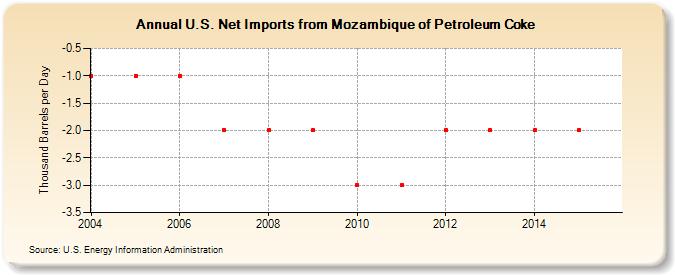 Annual U.S. Net Imports from Mozambique of Petroleum Coke
Thousand Barrels per Day
-0.5
-1.0
-1.5
-2.0
-2.5
-3.0
-3.5
2004 2006 2008 2010 2012 2014
Source: U.S. Energy Information Administration